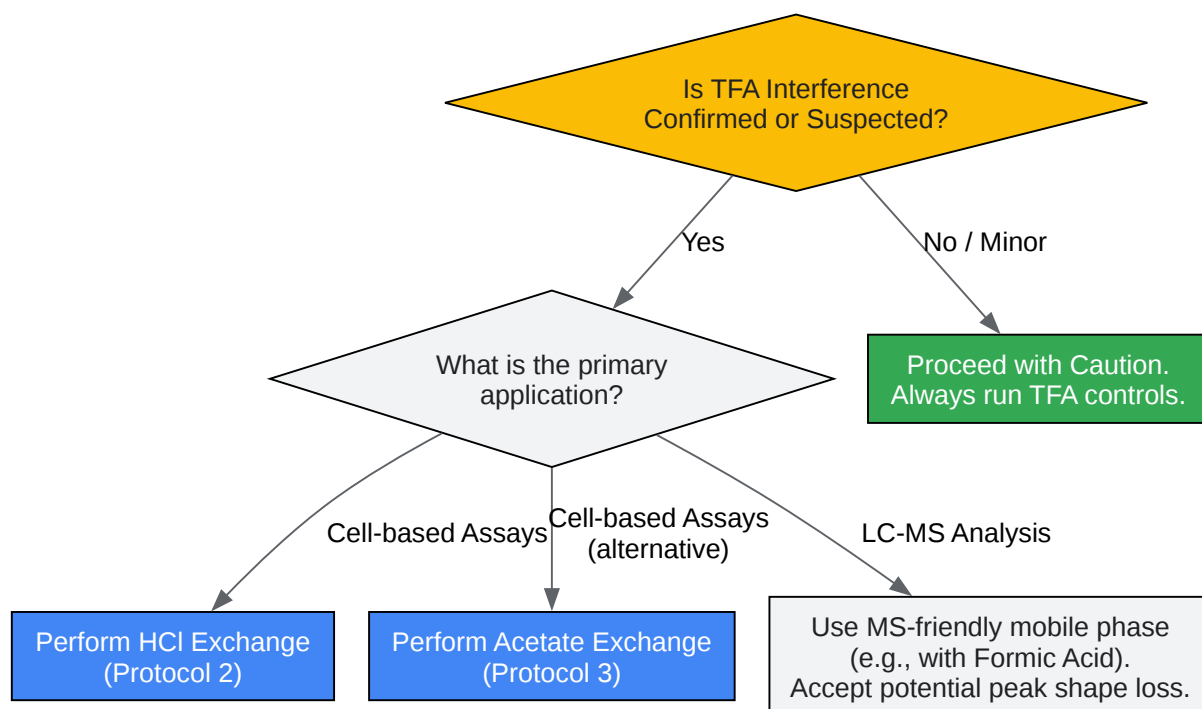 Is TFA Interference
Confirmed or Suspected?
Yes
No / Minor
What is the primary
application?
Proceed with Caution.
Always run TFA controls.
Cell-based Assays
Cell-based Assays
(alternative)
LC-MS Analysis
Perform HCl Exchange
(Protocol 2)
Perform Acetate Exchange
(Protocol 3)
Use MS-friendly mobile phase
(e.g., with Formic Acid).
Accept potential peak shape loss.